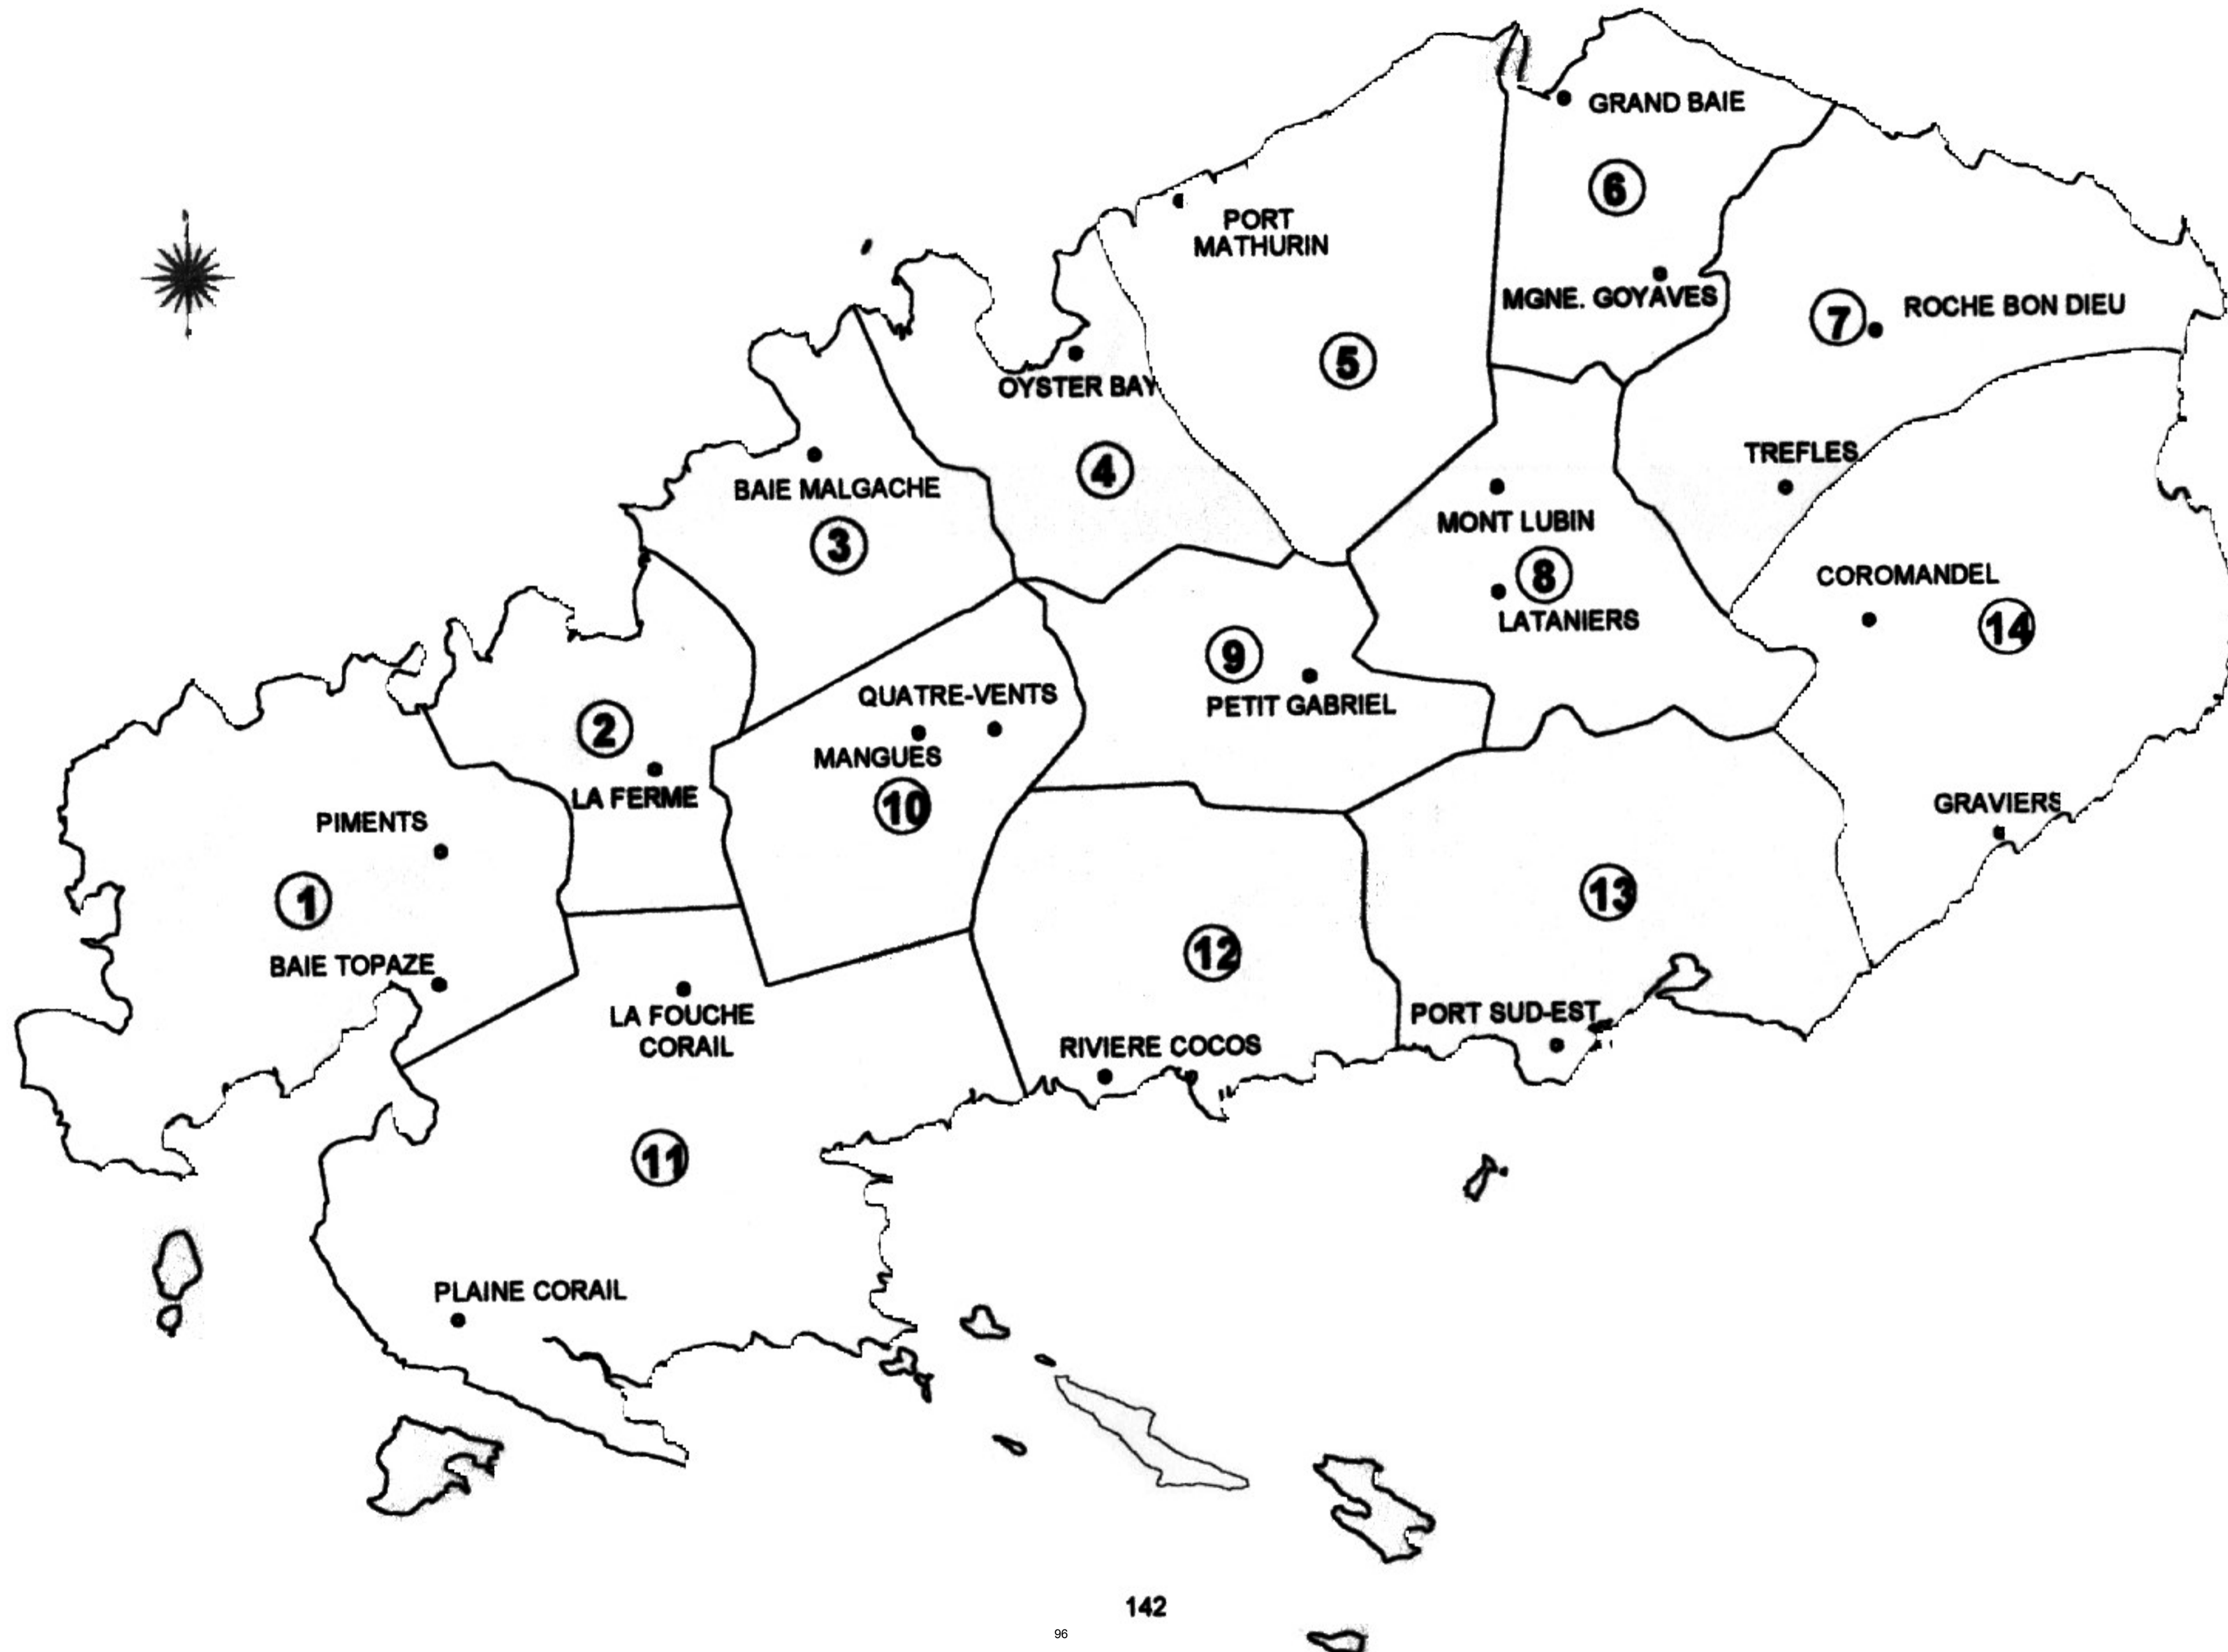 GRAND BAIE
6
PORT
MATHURIN
MGNE. GOYAVES
7
ROCHE BON DIEU
5
OYSTER BAY
4
TREFLES
BAIE MALGACHE
3
MONT LUBIN
8
LATANIERS
COROMANDEL
14
9
PETIT GABRIEL
QUATRE-VENTS
MANGUES
10
2
LA FERME
PIMENTS
1
BAIE TOPAZE
GRAVIERS
13
12
LA FOUCHE
CORAIL
PORT SUD-EST
RIVIERE COCOS
11
PLAINE CORAIL
142
96